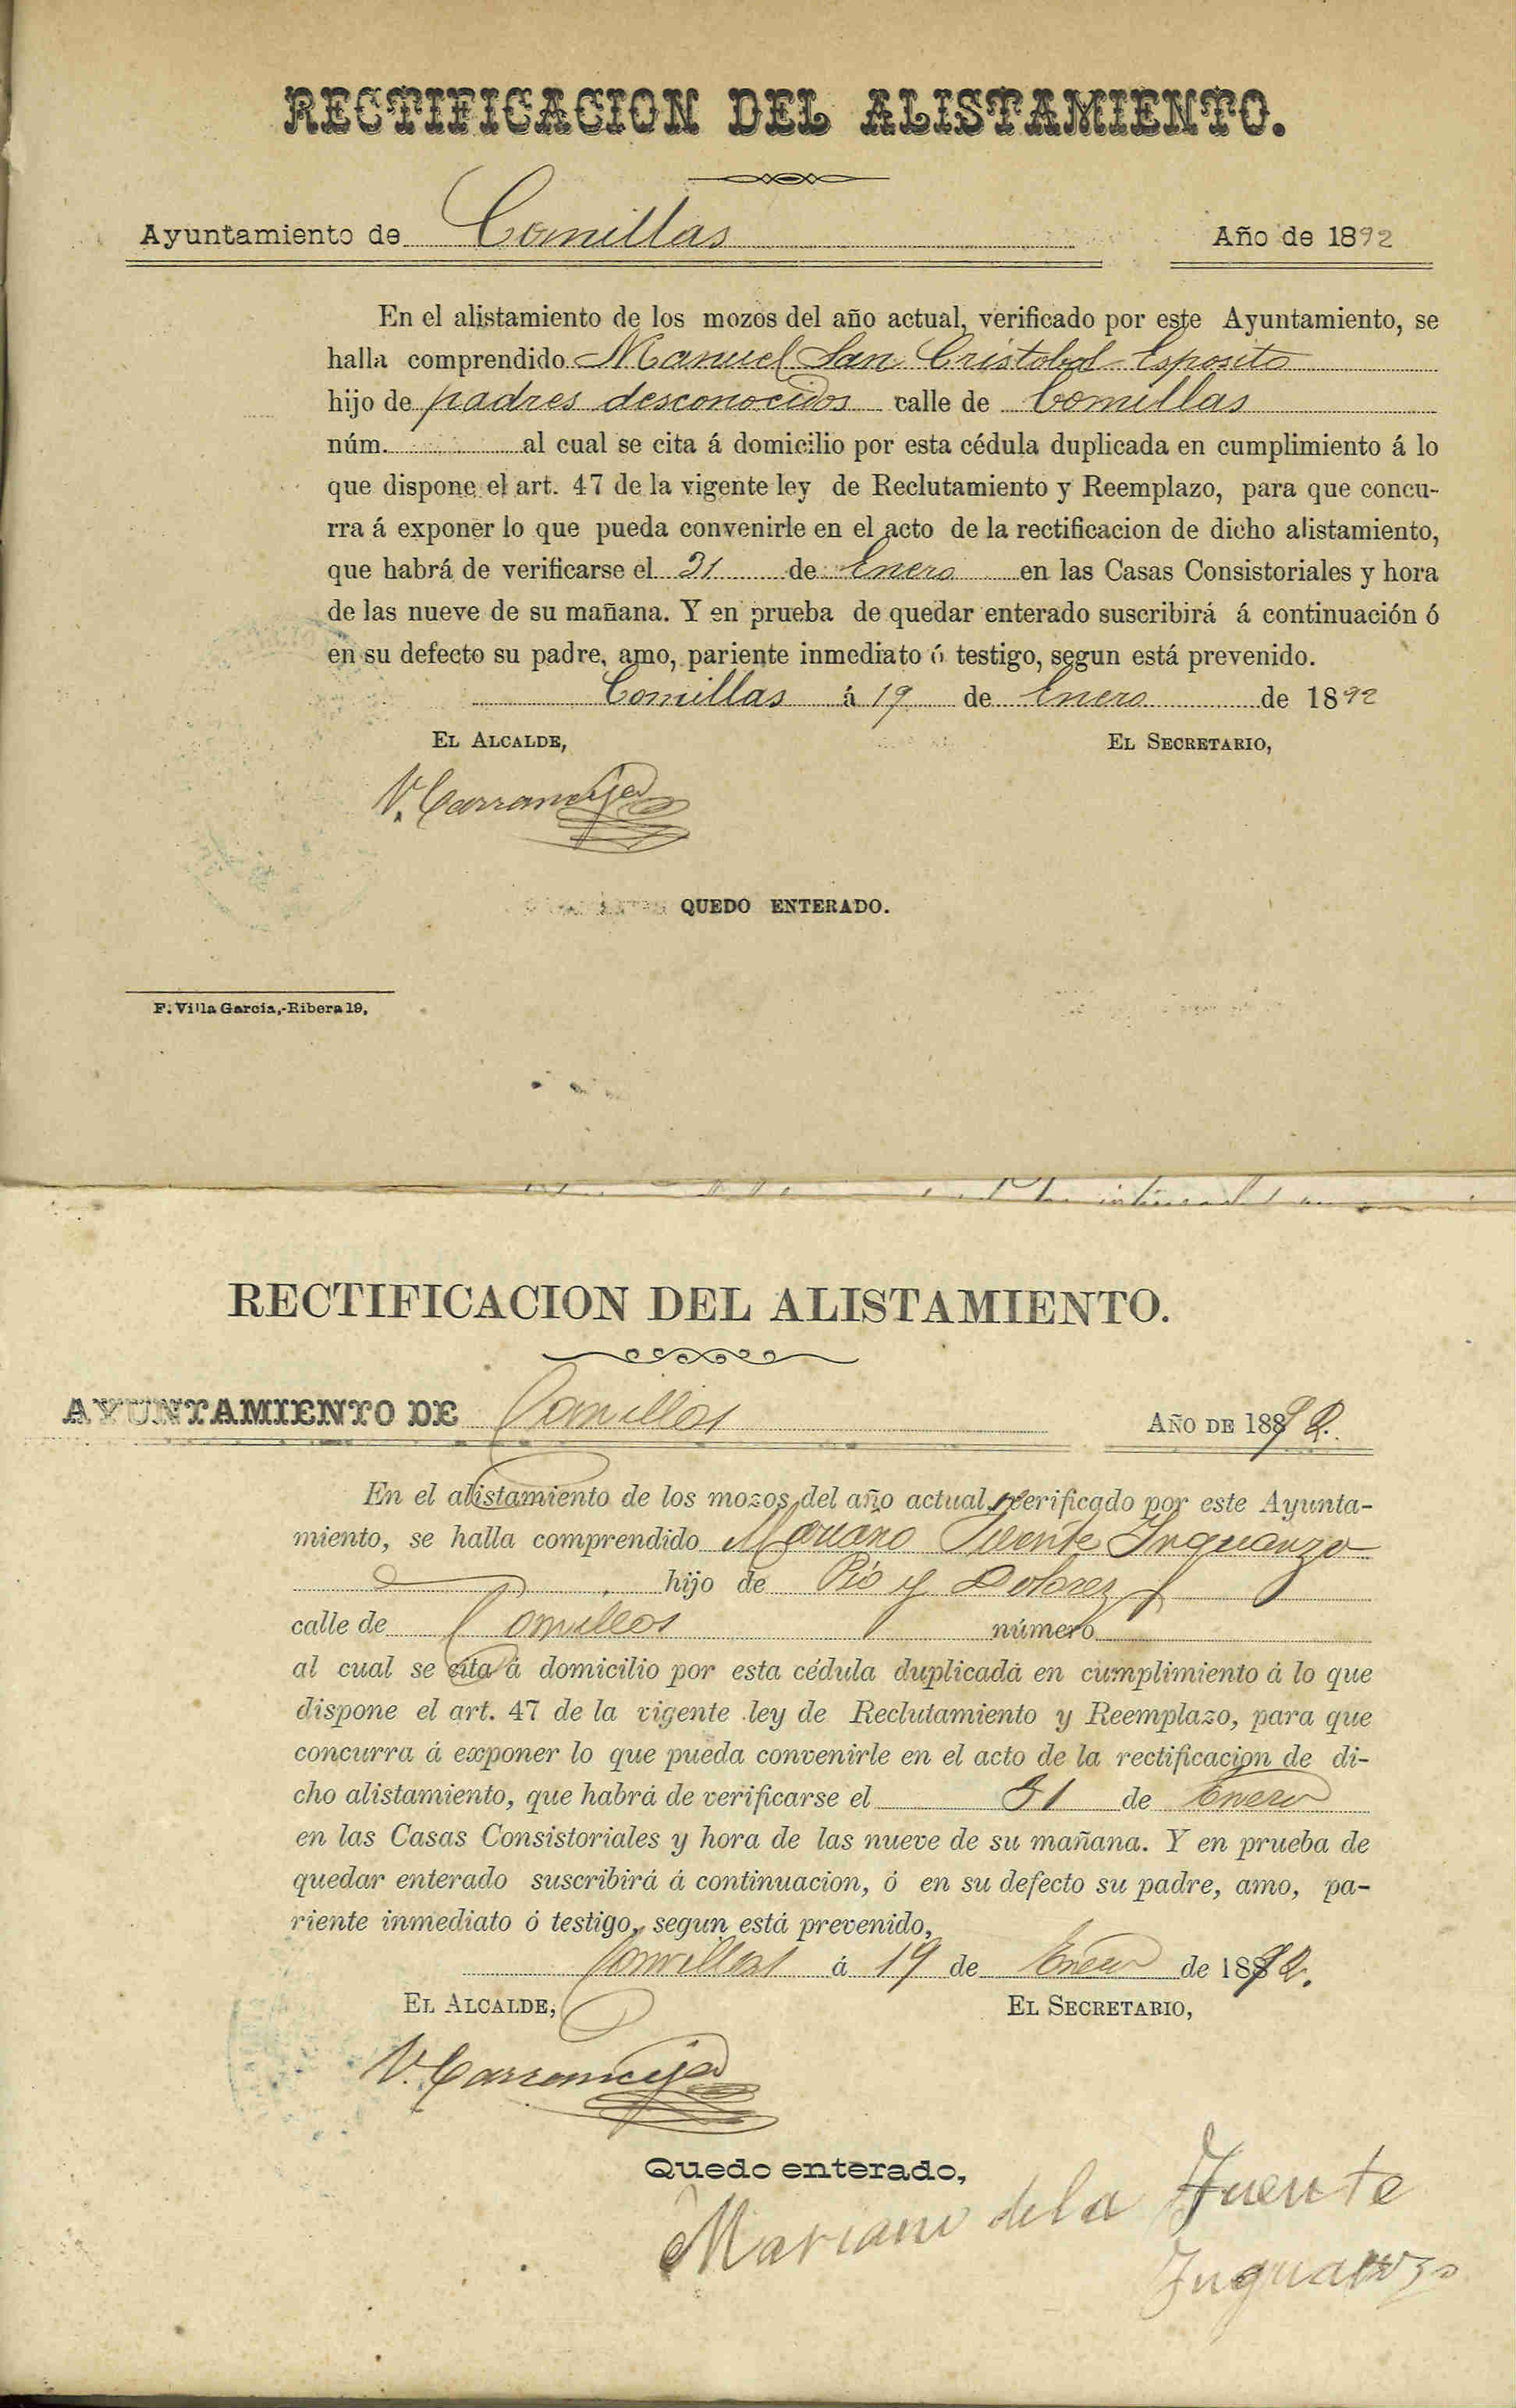 RECTIFICACION DEL ALISTAMIENTO.
Ayuntamiento de Comillas Año de 1892
En el alistamiento de los mozos del año actual, verificado por este Ayuntamiento, se
halla comprendido Manuel San Cristobal Esposito
hijo de padres desconocidos calle de Comillas
núm. al cual se cita á domicilio por esta cédula duplicada en cumplimiento á lo
que dispone el art. 47 de la vigente ley de Reclutamiento y Reemplazo, para que concu-
rra á exponer lo que pueda convenirle en el acto de la rectificacion de dicho alistamiento,
que habrá de verificarse el 31 de Enero en las Casas Consistoriales y hora
de las nueve de su mañana. Y en prueba de quedar enterado suscribirá á continuación ó
en su defecto su padre, amo, pariente inmediato ó testigo, segun está prevenido.
Comillas á 19 de Enero de 1892
EL ALCALDE, EL SECRETARIO,
V. Carranceja
QUEDO ENTERADO.
F. Villa García,-Ribera 19,
RECTIFICACION DEL ALISTAMIENTO.
AYUNTAMIENTO DE Comillas AÑO DE 1892.
En el alistamiento de los mozos del año actual verificado por este Ayunta-
miento, se halla comprendido Mariano Fuente Inguanzo
hijo de Pió y Dolores
calle de Comillas número
al cual se cita á domicilio por esta cédula duplicada en cumplimiento á lo que
dispone el art. 47 de la vigente ley de Reclutamiento y Reemplazo, para que
concurra á exponer lo que pueda convenirle en el acto de la rectificacion de di-
cho alistamiento, que habrá de verificarse el 31 de Enero
en las Casas Consistoriales y hora de las nueve de su mañana. Y en prueba de
quedar enterado suscribirá á continuacion, ó en su defecto su padre, amo, pa-
riente inmediato ó testigo, segun está prevenido,
Comillas á 19 de Enero de 1892.
EL ALCALDE, EL SECRETARIO,
V. Carranceja
Quedo enterado,
Mariano de la Fuente
Inguanzo